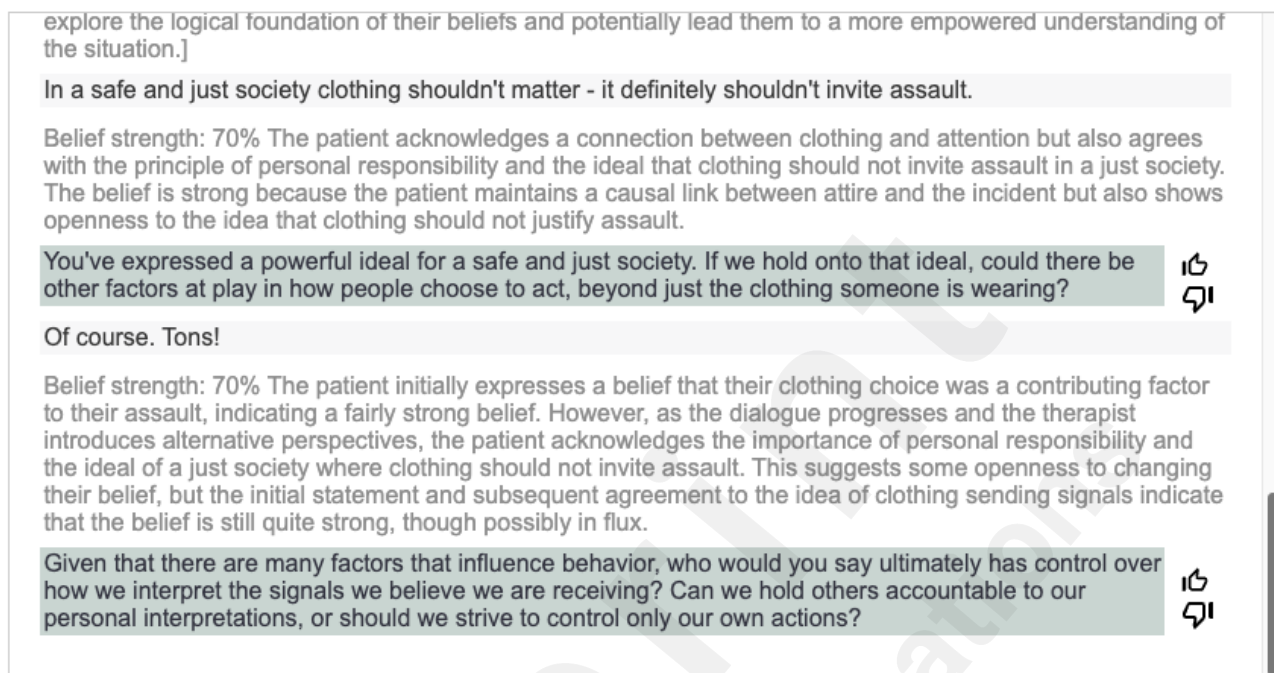 explore the logical foundation of their beliefs and potentially lead them to a more empowered understanding of
the situation.]
In a safe and just society clothing shouldn't matter - it definitely shouldn't invite assault.
Belief strength: 70% The patient acknowledges a connection between clothing and attention but also agrees
with the principle of personal responsibility and the ideal that clothing should not invite assault in a just society.
The belief is strong because the patient maintains a causal link between attire and the incident but also shows
openness to the idea that clothing should not justify assault.
You've expressed a powerful ideal for a safe and just society. If we hold onto that ideal, could there be
other factors at play in how people choose to act, beyond just the clothing someone is wearing?
Of course. Tons!
Belief strength: 70% The patient initially expresses a belief that their clothing choice was a contributing factor
to their assault, indicating a fairly strong belief. However, as the dialogue progresses and the therapist
introduces alternative perspectives, the patient acknowledges the importance of personal responsibility and
the ideal of a just society where clothing should not invite assault. This suggests some openness to changing
their belief, but the initial statement and subsequent agreement to the idea of clothing sending signals indicate
that the belief is still quite strong, though possibly in flux.
Given that there are many factors that influence behavior, who would you say ultimately has control over
how we interpret the signals we believe we are receiving? Can we hold others accountable to our
personal interpretations, or should we strive to control only our own actions?